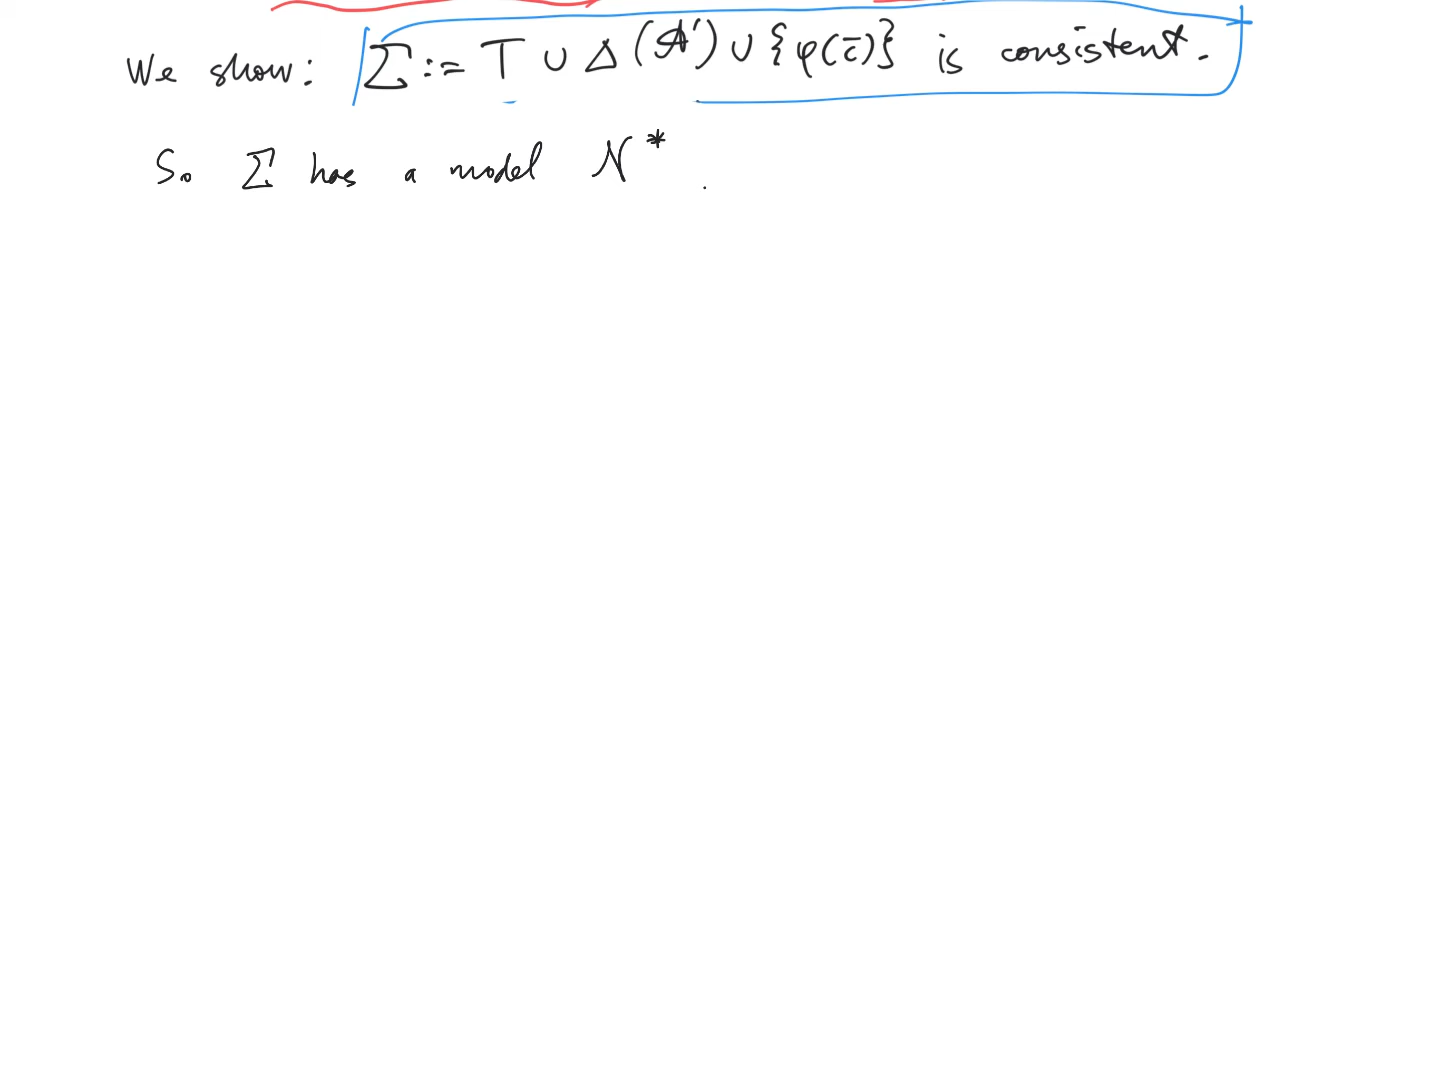 We show: Σ := T ∪ Δ(𝒜') ∪ {φ(c̄)} is consistent.
So Σ has a model 𝒩*.